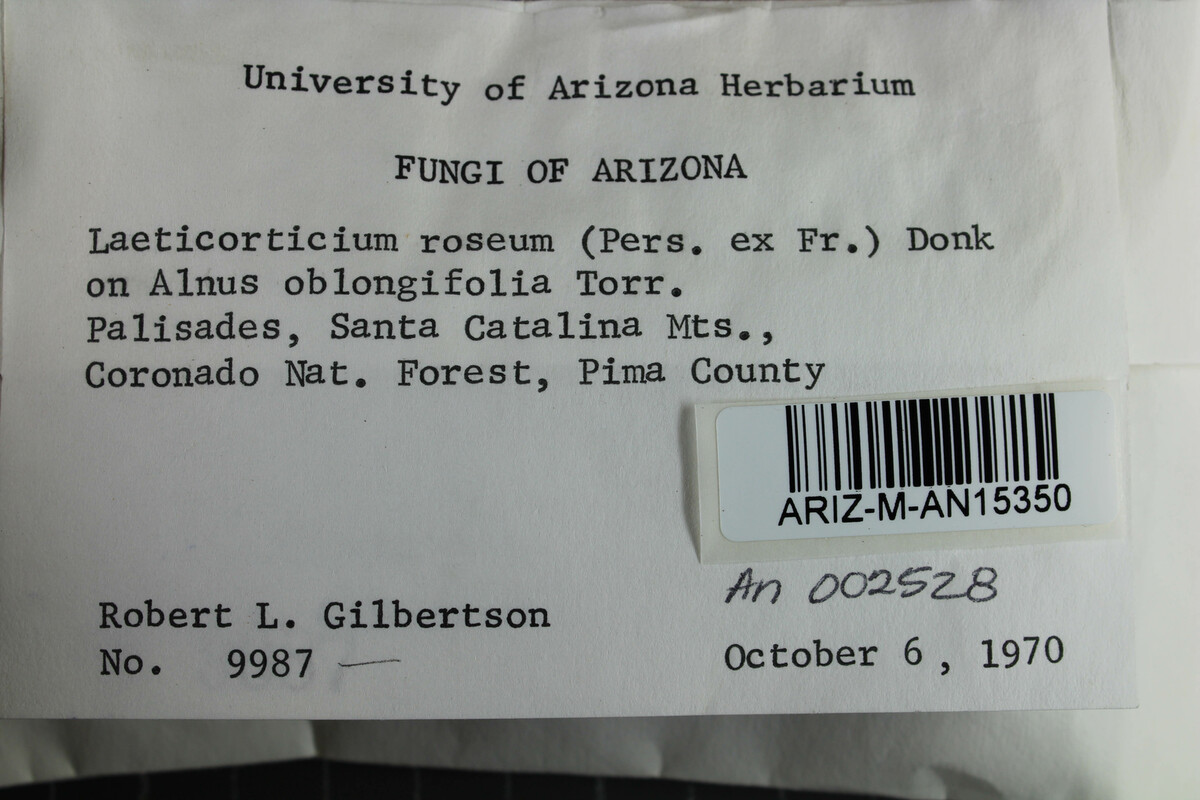 University of Arizona Herbarium
FUNGI OF ARIZONA
Laeticorticium roseum (Pers. ex Fr.) Donk
on Alnus oblongifolia Torr.
Palisades, Santa Catalina Mts.,
Coronado Nat. Forest, Pima County
ARIZ-M-AN15350
An 002528
Robert L. Gilbertson
No. 9987 —
October 6, 1970